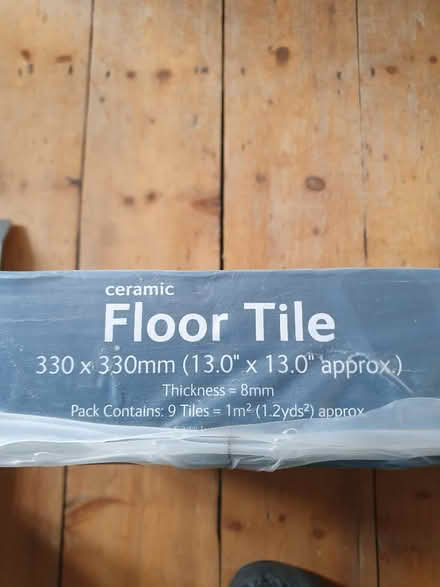 ceramic
Floor Tile
330 x 330mm (13.0" x 13.0" approx.)
Thickness = 8mm
Pack Contains: 9 Tiles = 1m² (1.2yds²) approx